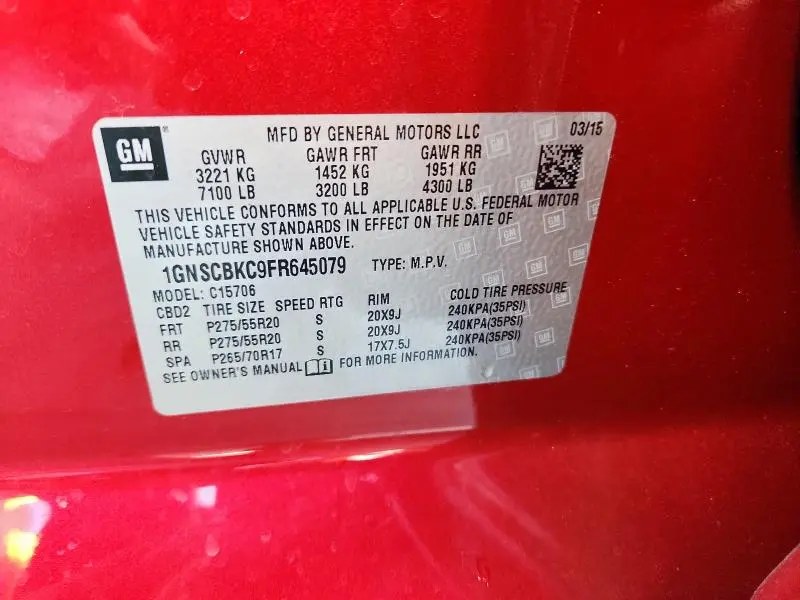 GM
MFD BY GENERAL MOTORS LLC 03/15
GVWR GAWR FRT GAWR RR
3221 KG 1452 KG 1951 KG
7100 LB 3200 LB 4300 LB
THIS VEHICLE CONFORMS TO ALL APPLICABLE U.S. FEDERAL MOTOR
VEHICLE SAFETY STANDARDS IN EFFECT ON THE DATE OF
MANUFACTURE SHOWN ABOVE.
1GNSCBKC9FR645079 TYPE: M.P.V.
MODEL: C15706
CBD2 TIRE SIZE SPEED RTG RIM COLD TIRE PRESSURE
FRT P275/55R20 S 20X9J 240KPA(35PSI)
RR P275/55R20 S 20X9J 240KPA(35PSI)
SPA P265/70R17 S 17X7.5J 240KPA(35PSI)
SEE OWNER'S MANUAL FOR MORE INFORMATION.